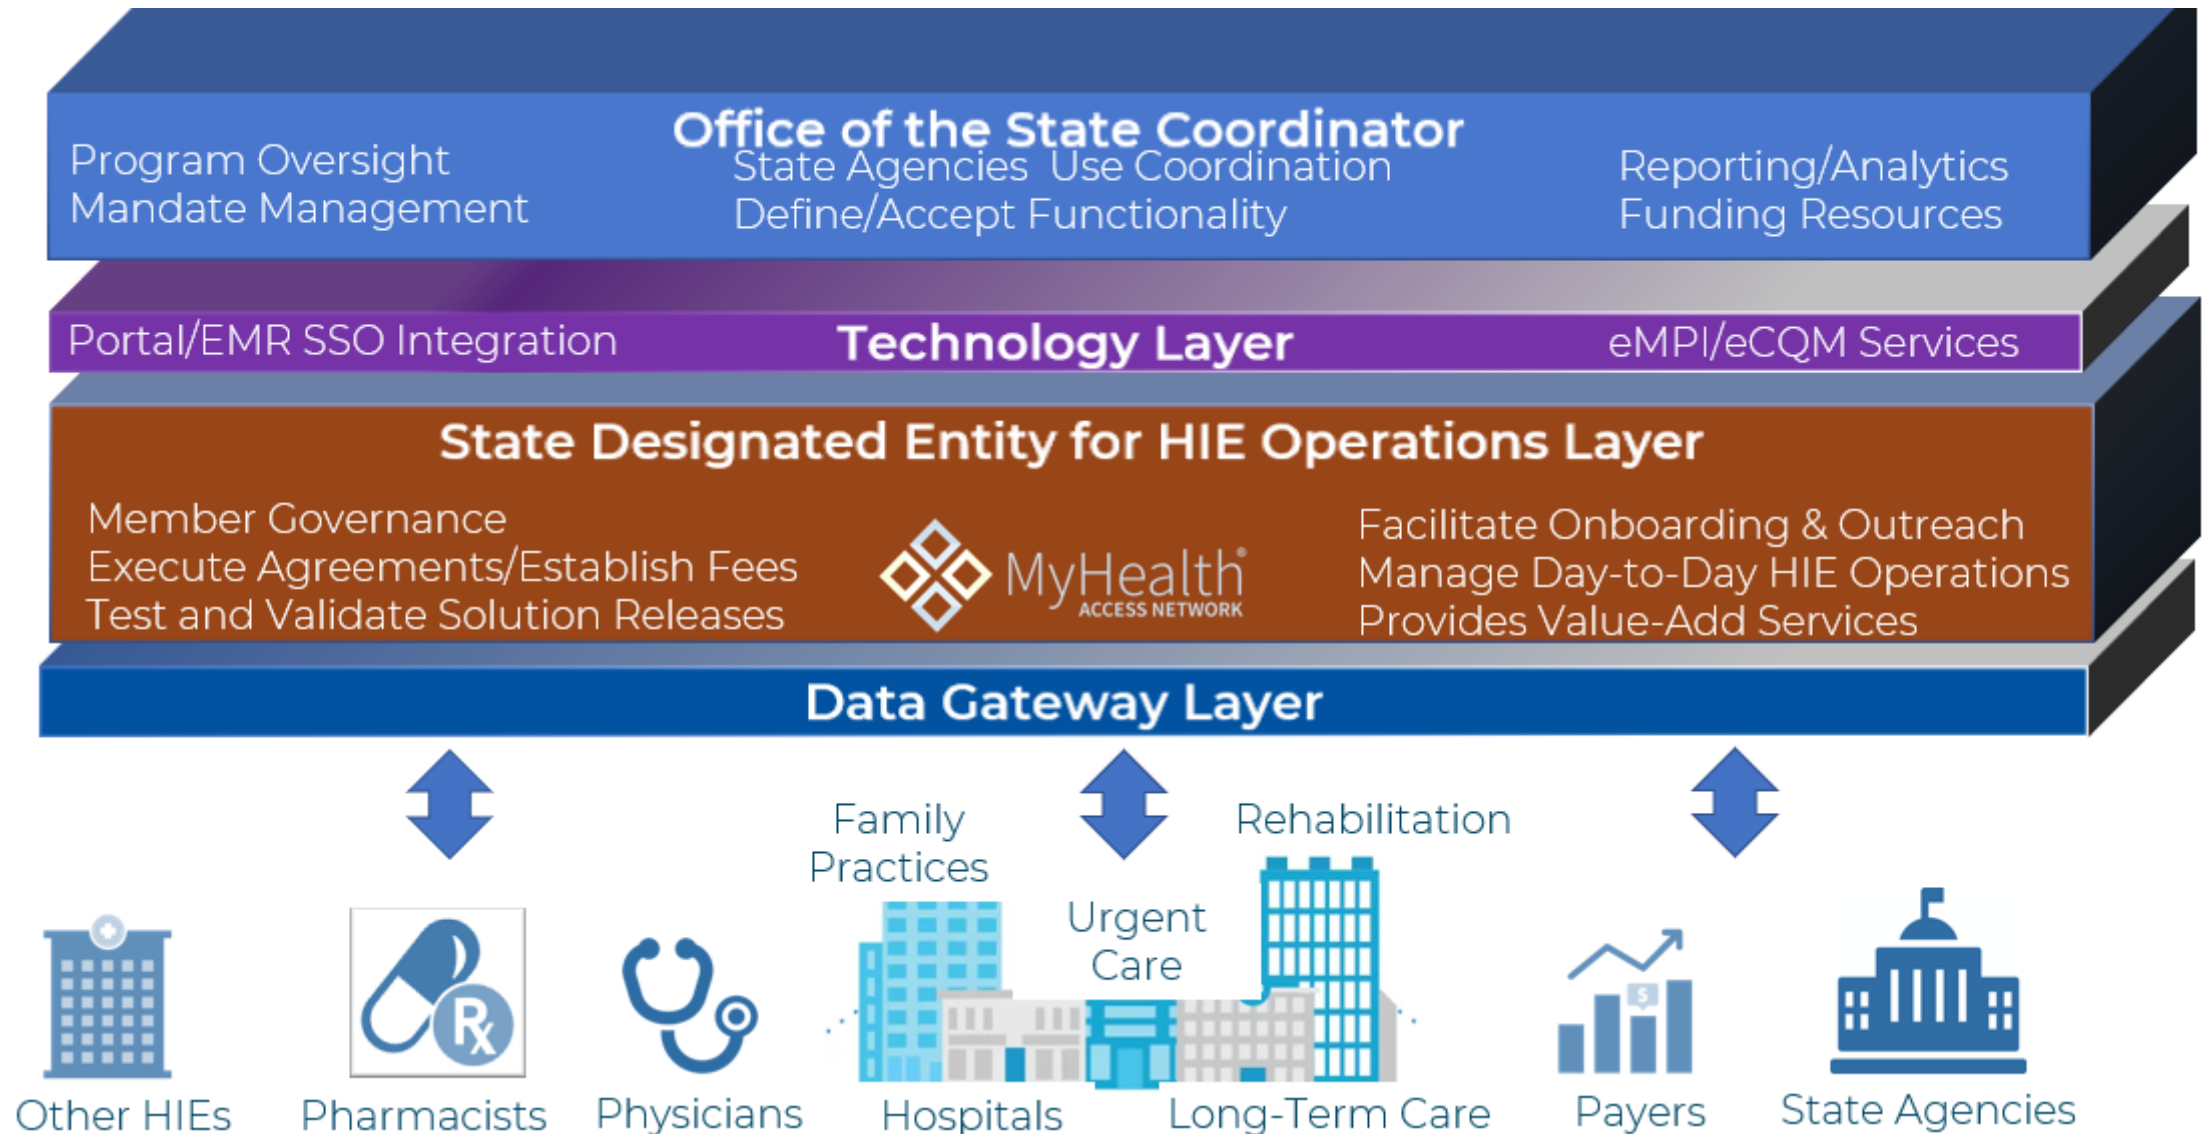 Office of the State Coordinator
Program Oversight
Mandate Management
State Agencies  Use Coordination
Define/Accept Functionality
Reporting/Analytics
Funding Resources
Portal/EMR SSO Integration
Technology Layer
eMPI/eCQM Services
State Designated Entity for HIE Operations Layer
Member Governance
Execute Agreements/Establish Fees
Test and Validate Solution Releases
MyHealth®
ACCESS NETWORK
Facilitate Onboarding & Outreach
Manage Day-to-Day HIE Operations
Provides Value-Add Services
Data Gateway Layer
Family
Practices
Urgent
Care
Rehabilitation
Rx
$
Other HIEs
Pharmacists
Physicians
Hospitals
Long-Term Care
Payers
State Agencies